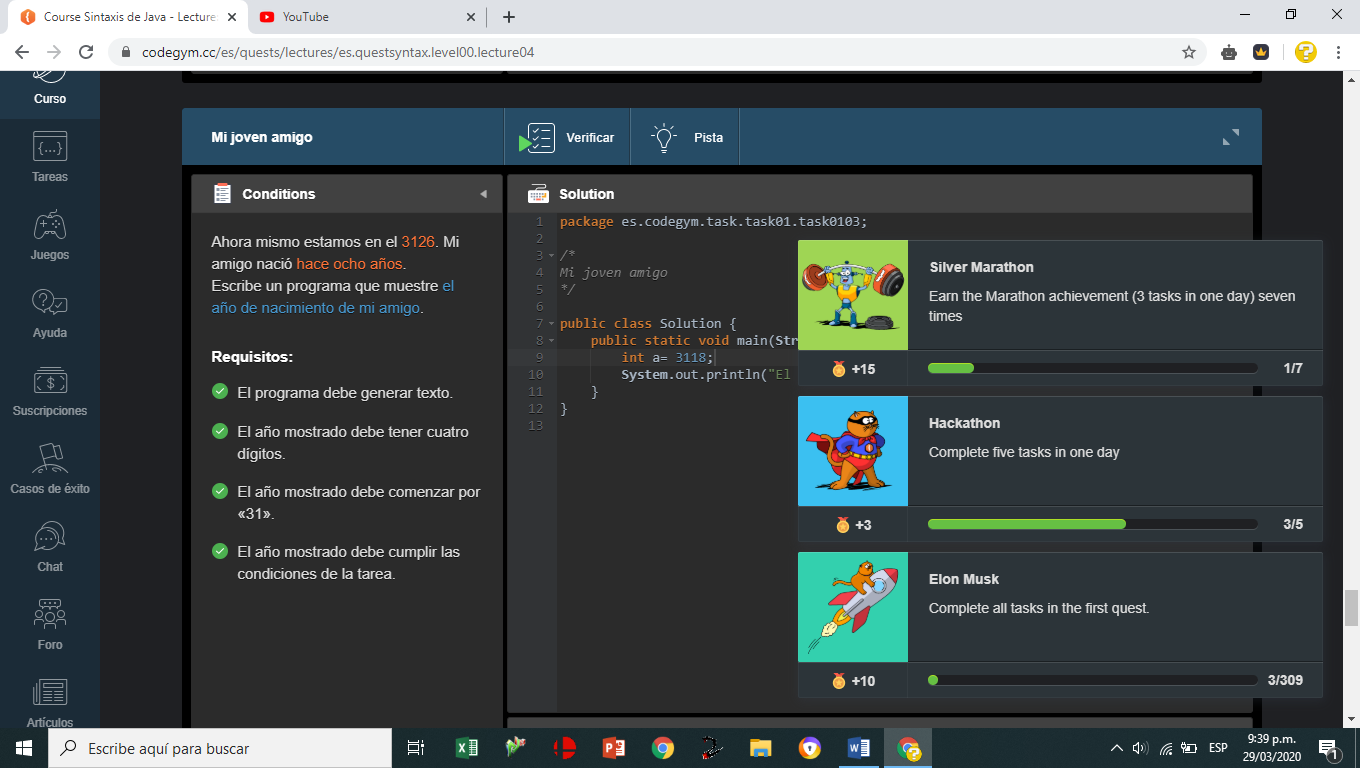 Course Sintaxis de Java - Lecture
YouTube
codegym.cc/es/quests/lectures/es.questsyntax.level00.lecture04
Curso
Tareas
Juegos
Ayuda
Suscripciones
Casos de éxito
Chat
Foro
Artículos
Mi joven amigo
Verificar
Pista
Conditions
Ahora mismo estamos en el 3126. Mi
amigo nació hace ocho años.
Escribe un programa que muestre el
año de nacimiento de mi amigo.
Requisitos:
El programa debe generar texto.
El año mostrado debe tener cuatro
dígitos.
El año mostrado debe comenzar por
«31».
El año mostrado debe cumplir las
condiciones de la tarea.
Solution
1 package es.codegym.task.task01.task0103;
2
3 /*
4 Mi joven amigo
5 */
6
7 public class Solution {
8 public static void main(Str
9 int a= 3118;
10 System.out.println("El
11 }
12 }
13
Silver Marathon
Earn the Marathon achievement (3 tasks in one day) seven
times
+15
1/7
Hackathon
Complete five tasks in one day
+3
3/5
Elon Musk
Complete all tasks in the first quest.
+10
3/309
Escribe aquí para buscar
ESP
9:39 p.m.
29/03/2020
1